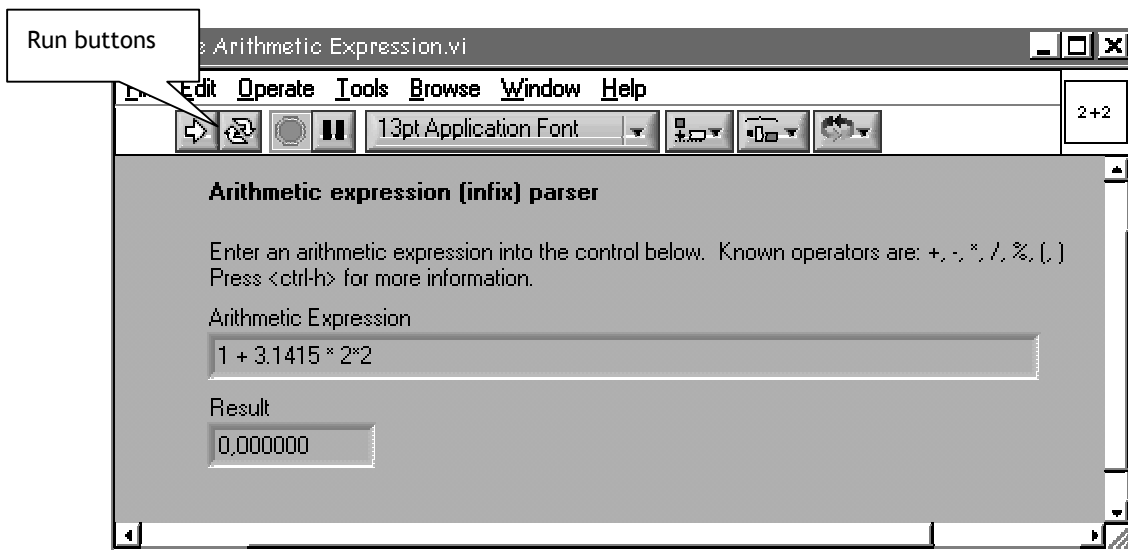 Run buttons
Arithmetic Expression.vi
Edit Operate Tools Browse Window Help
2+2
13pt Application Font
Arithmetic expression (infix) parser
Enter an arithmetic expression into the control below. Known operators are: +, -, *, /, %, (, )
Press <ctrl-h> for more information.
Arithmetic Expression
1 + 3.1415 * 2*2
Result
0,000000